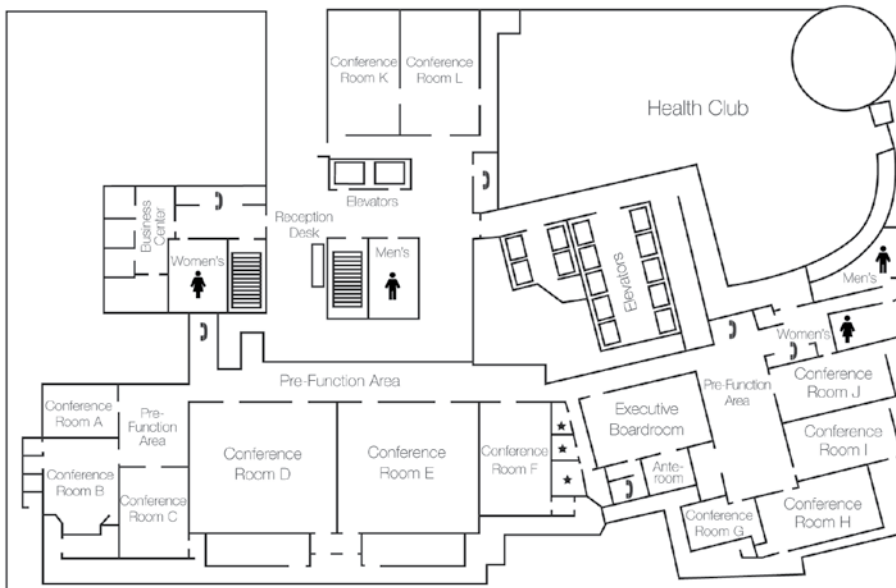 Conference
Room K
Conference
Room L
Health Club
Elevators
Reception
Desk
Business
Center
Women's
Men's
Elevators
Men's
Women's
Pre-Function Area
Pre-Function
Area
Conference
Room J
Conference
Room A
Pre-
Function
Area
Executive
Boardroom
Conference
Room D
Conference
Room E
Conference
Room F
Conference
Room I
Ante-
room
Conference
Room B
Conference
Room C
Conference
Room G
Conference
Room H